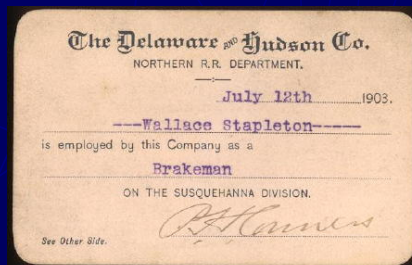 The Delaware AND Hudson Co.
NORTHERN R.R. DEPARTMENT.
July 12th 1903.
---Wallace Stapleton-----
is employed by this Company as a
Brakeman
ON THE SUSQUEHANNA DIVISION.
See Other Side.